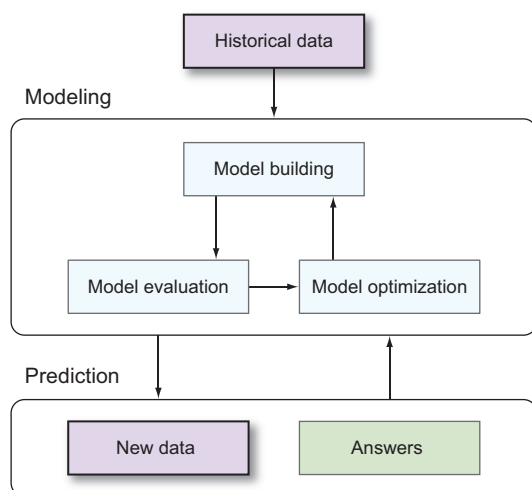 Historical data
Modeling
Model building
Model evaluation
Model optimization
Prediction
New data
Answers